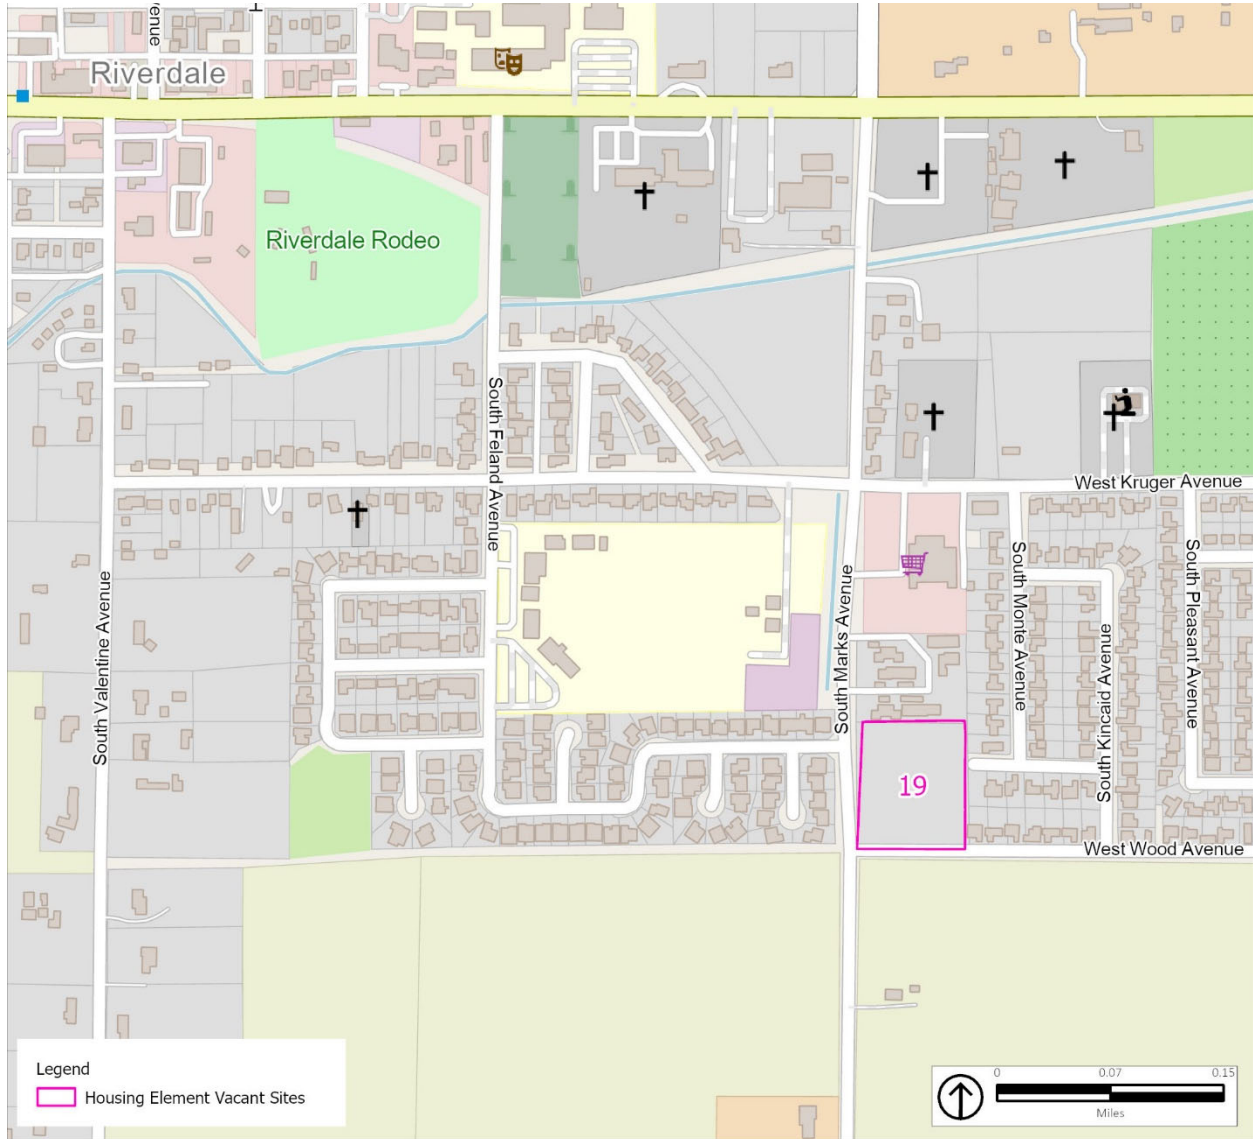 enue
Riverdale
Riverdale Rodeo
South Feland Avenue
West Kruger Avenue
South Valentine Avenue
South Marks Avenue
South Monte Avenue
South Kincaid Avenue
South Pleasant Avenue
19
West Wood Avenue
Legend
Housing Element Vacant Sites
0 0.07 0.15
Miles